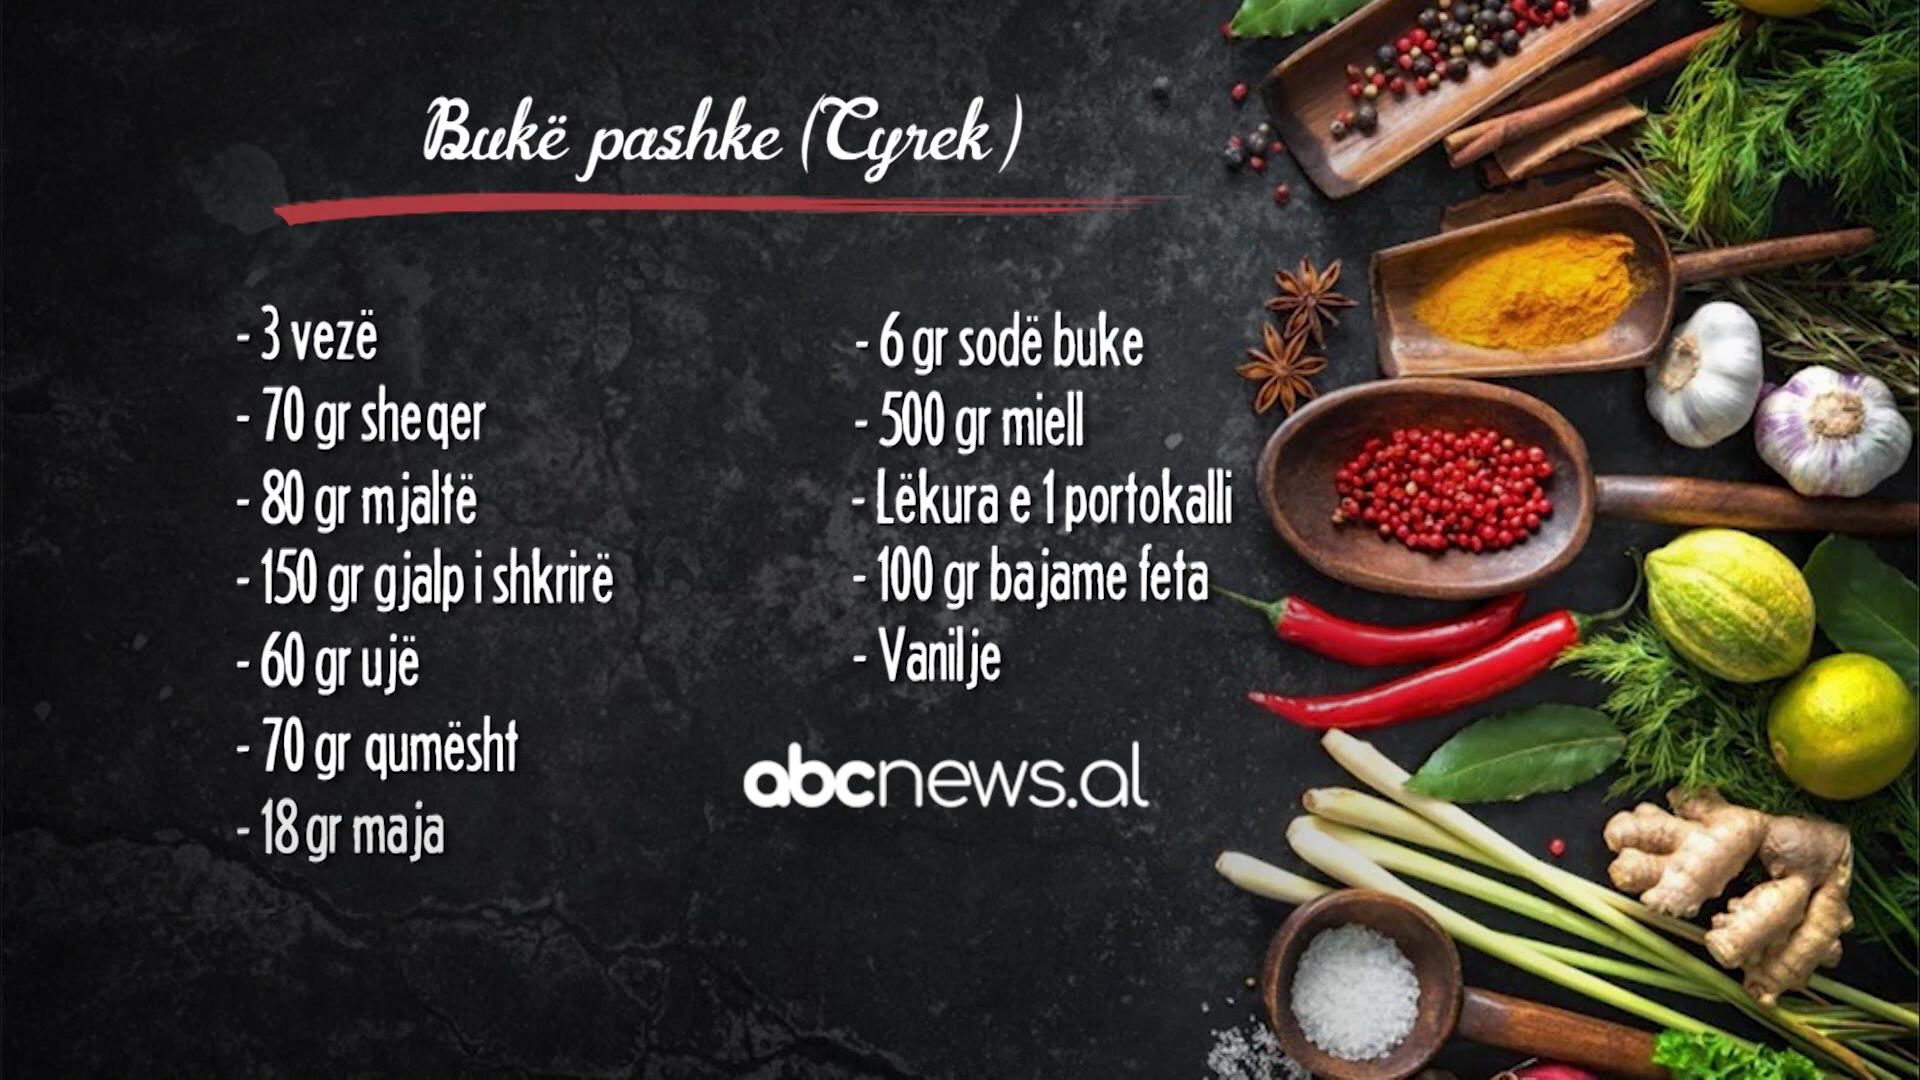 Bukë pashke (Cyrek)
- 3 vezë
- 70 gr sheqer
- 80 gr mjaltë
- 150 gr gjalp i shkrirë
- 60 gr ujë
- 70 gr qumësht
- 18 gr maja
- 6 gr sodë buke
- 500 gr miell
- Lëkura e 1 portokalli
- 100 gr bajame feta
- Vanilje
abcnews.al